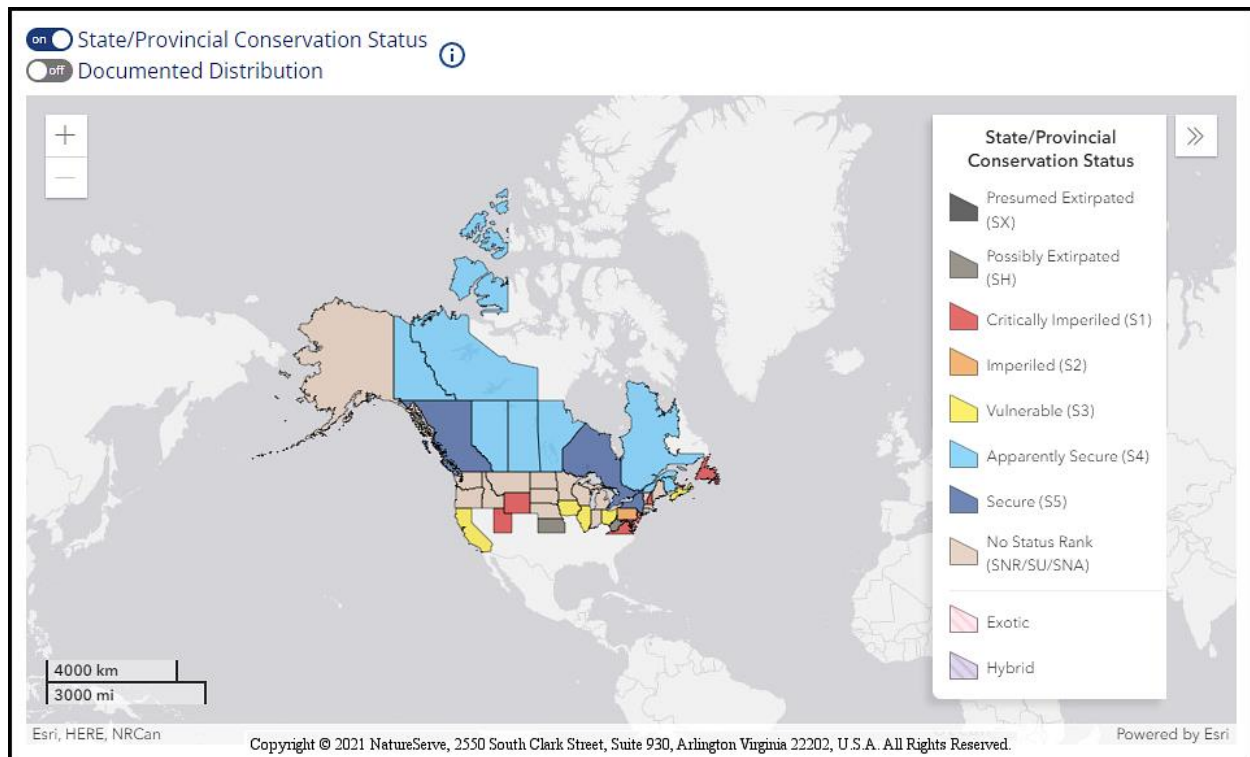 on State/Provincial Conservation Status
off Documented Distribution
+
−
State/Provincial
Conservation Status
Presumed Extirpated
(SX)
Possibly Extirpated
(SH)
Critically Imperiled (S1)
Imperiled (S2)
Vulnerable (S3)
Apparently Secure (S4)
Secure (S5)
No Status Rank
(SNR/SU/SNA)
Exotic
Hybrid
4000 km
3000 mi
Esri, HERE, NRCan
Copyright © 2021 NatureServe, 2550 South Clark Street, Suite 930, Arlington Virginia 22202, U.S.A. All Rights Reserved.
Powered by Esri